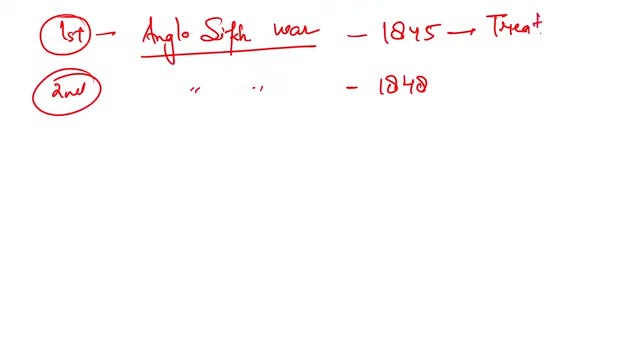 1st → Anglo Sikh war – 1845 → Treat
2nd " " – 1848